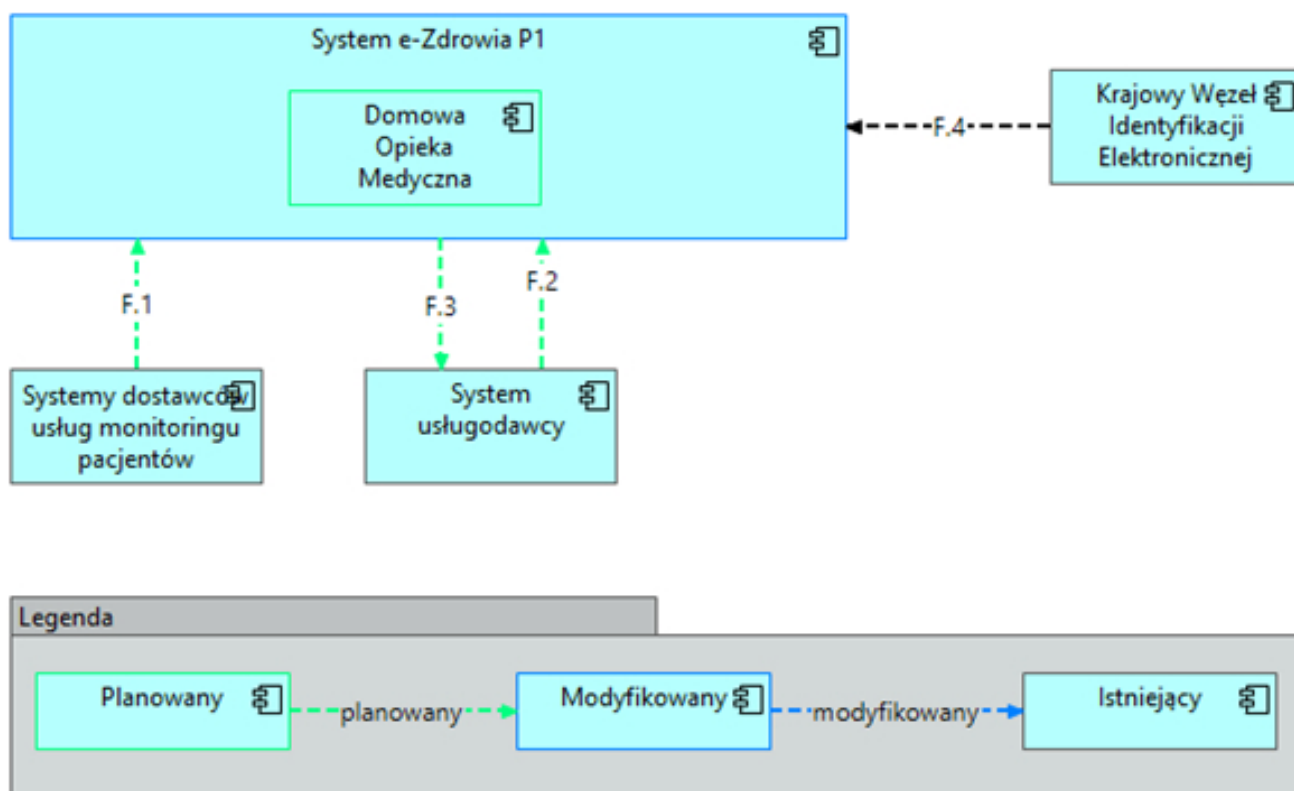 System e-Zdrowia P1
Domowa
Opieka
Medyczna
Krajowy Węzeł
Identyfikacji
Elektronicznej
F.4
F.1
F.3
F.2
Systemy dostawców
usług monitoringu
pacjentów
System
usługodawcy
Legenda
Planowany
planowany
Modyfikowany
modyfikowany
Istniejący